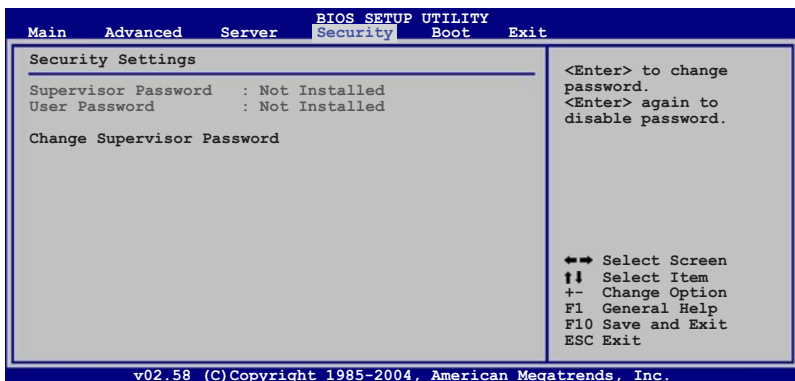 BIOS SETUP UTILITY
Main Advanced Server Security Boot Exit
Security Settings
Supervisor Password : Not Installed
User Password : Not Installed
Change Supervisor Password
<Enter> to change
password.
<Enter> again to
disable password.
Select Screen
Select Item
+- Change Option
F1 General Help
F10 Save and Exit
ESC Exit
v02.58 (C)Copyright 1985-2004, American Megatrends, Inc.